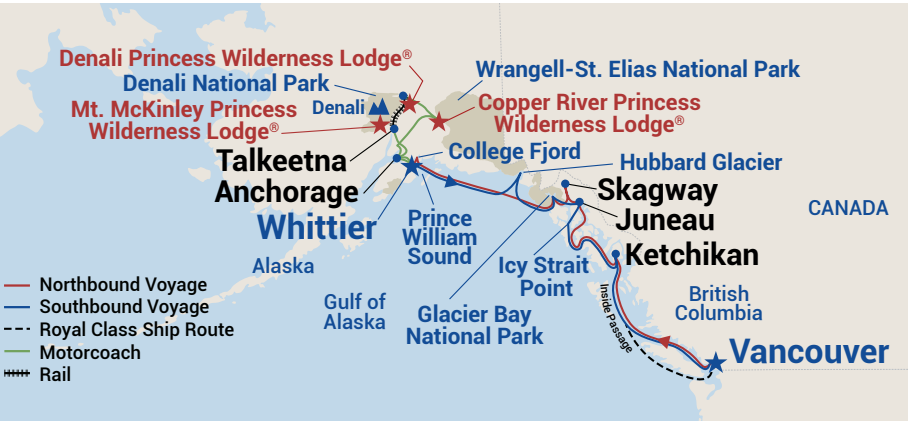 Denali Princess Wilderness Lodge®
Denali National Park
Denali
Mt. McKinley Princess
Wilderness Lodge®
Wrangell-St. Elias National Park
Copper River Princess
Wilderness Lodge®
Talkeetna
Anchorage
Whittier
College Fjord
Hubbard Glacier
Skagway
Juneau
Ketchikan
CANADA
Prince
William
Sound
Alaska
Gulf of
Alaska
Icy Strait
Point
Glacier Bay
National Park
Inside Passage
British
Columbia
Vancouver
Northbound Voyage
Southbound Voyage
Royal Class Ship Route
Motorcoach
Rail